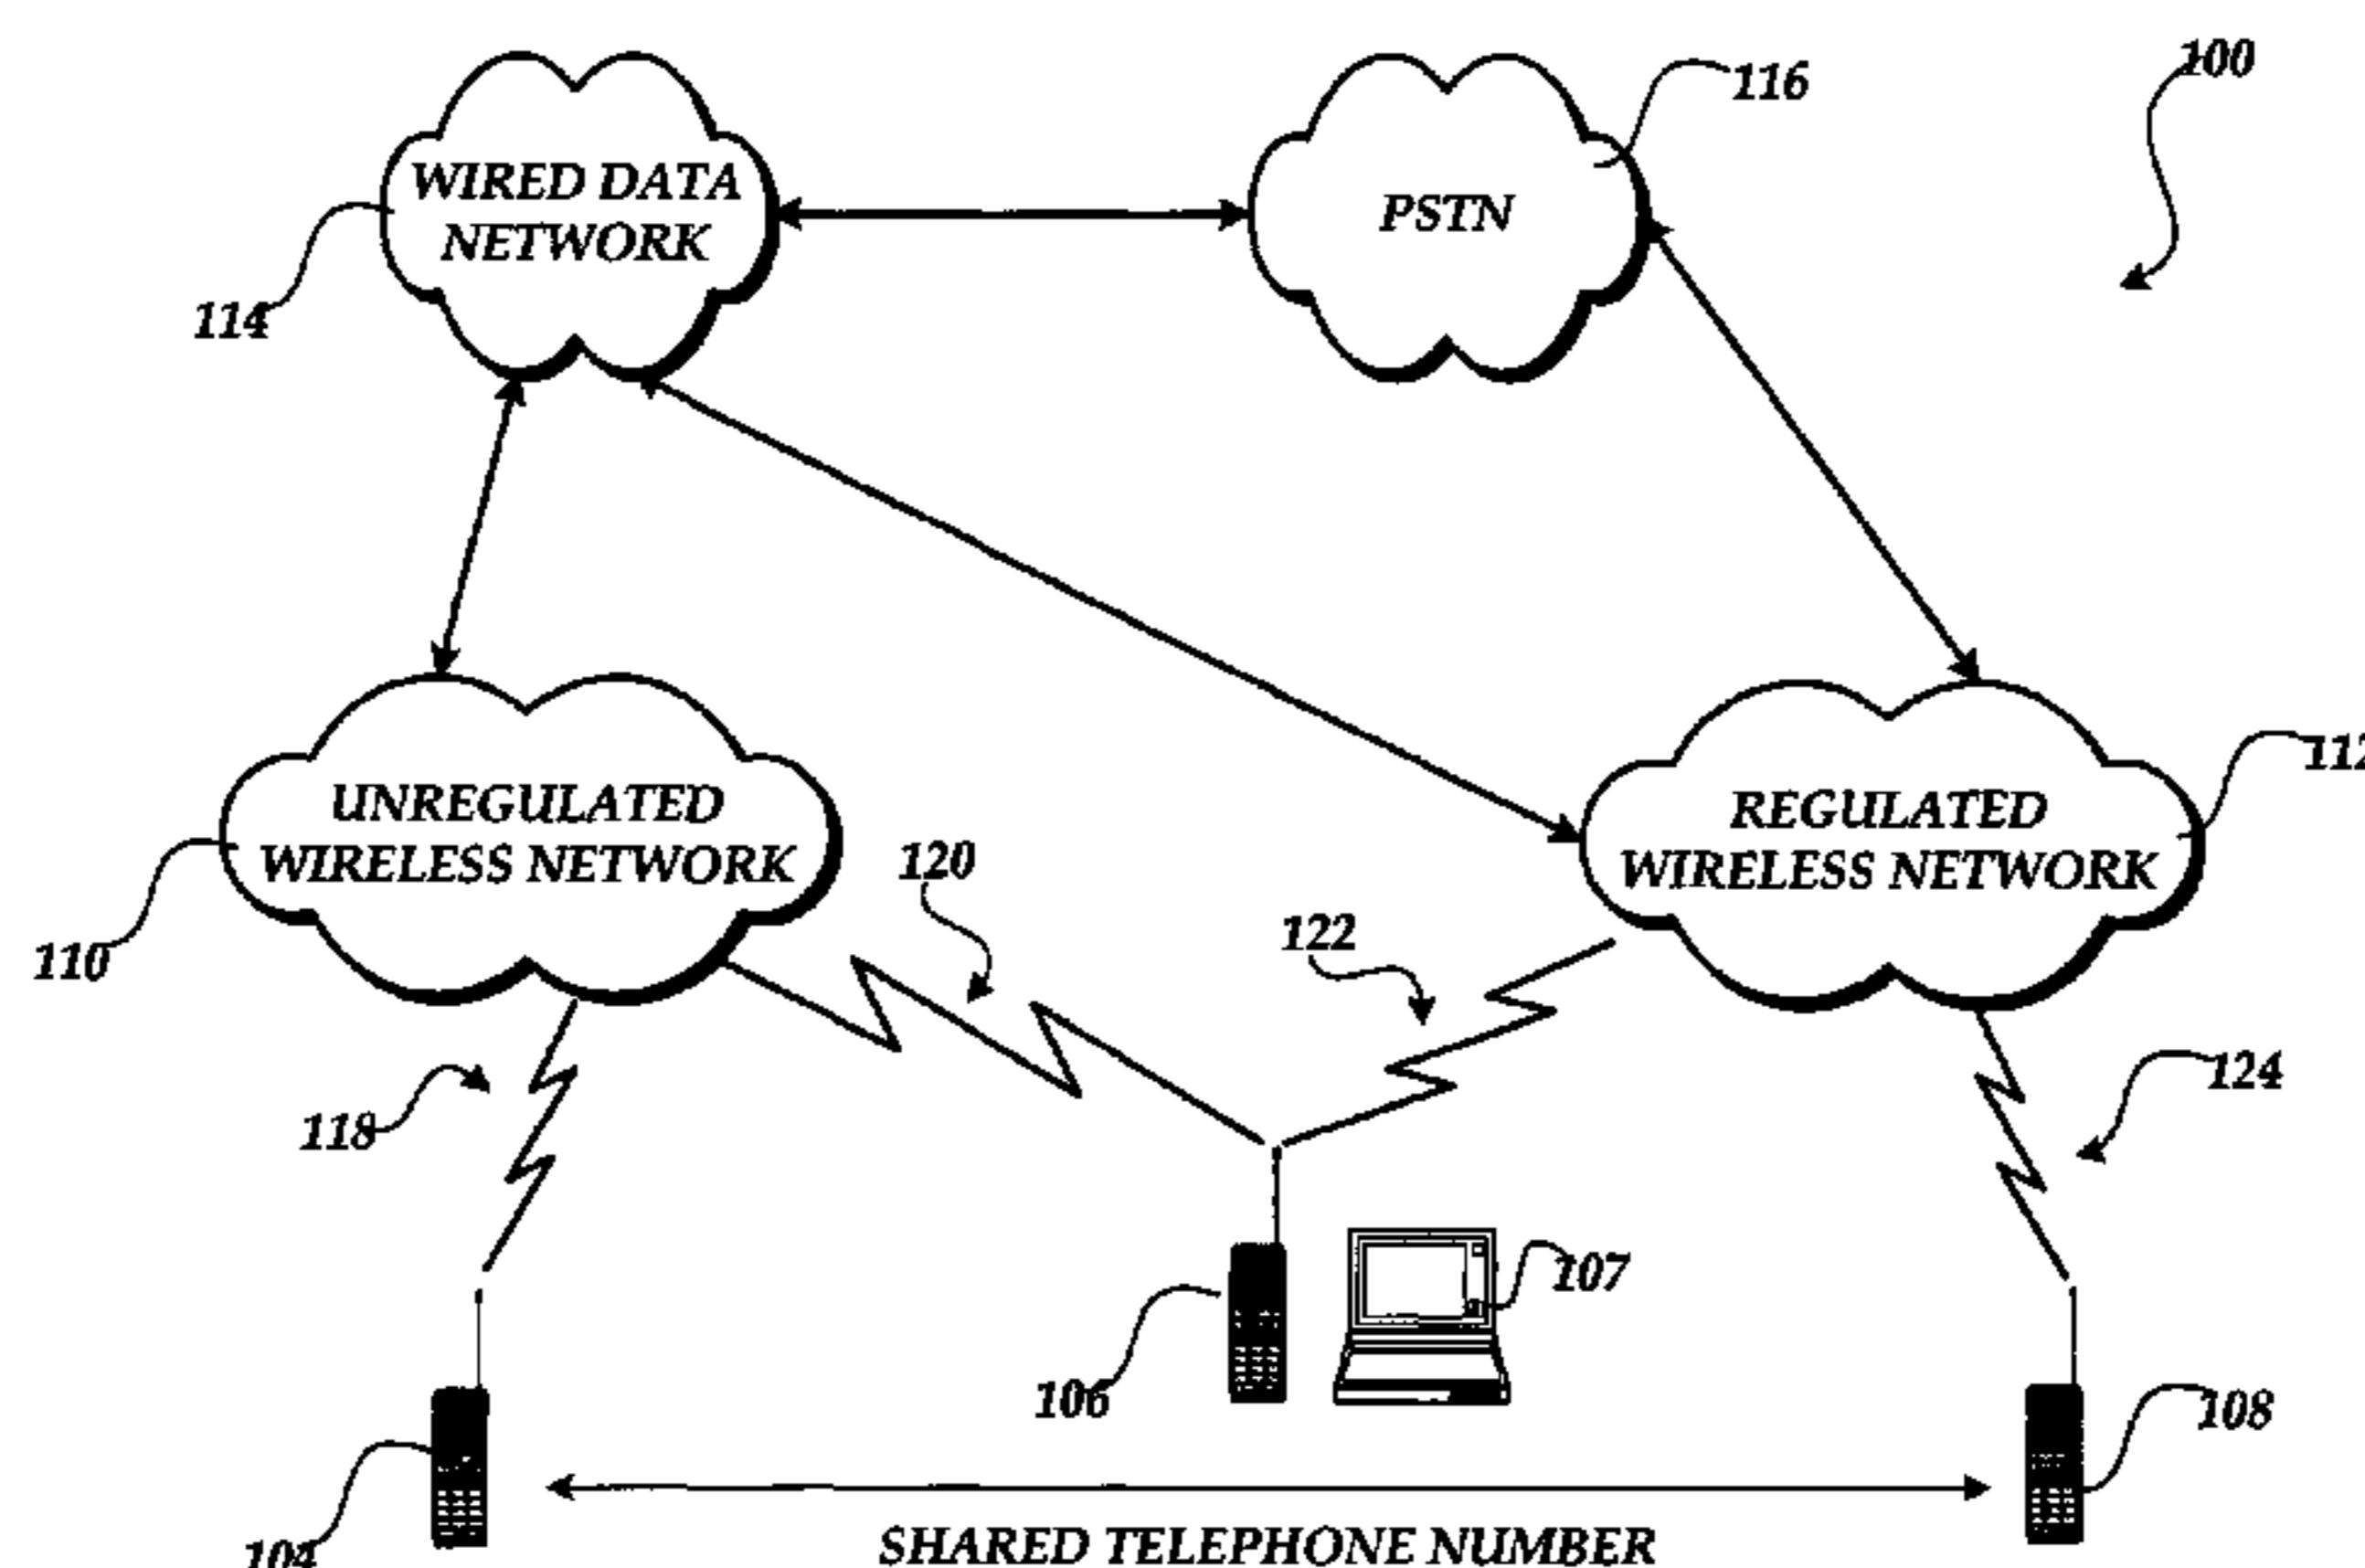 100
116
WIRED DATA
NETWORK
PSTN
114
112
UNREGULATED
WIRELESS NETWORK
REGULATED
WIRELESS NETWORK
120
122
110
124
118
107
106
108
104
SHARED TELEPHONE NUMBER